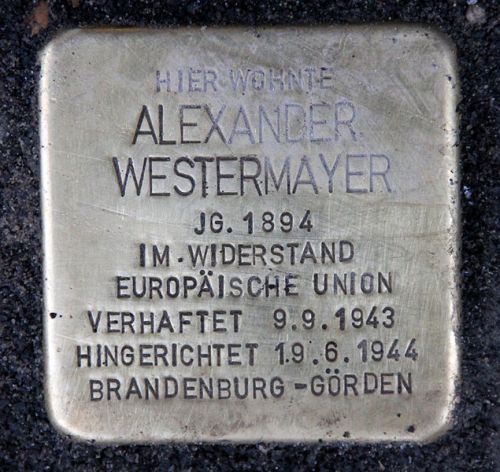 HIER WOHNTE
ALEXANDER
WESTERMAYER
JG. 1894
IM WIDERSTAND
EUROPÄISCHE UNION
VERHAFTET 9.9.1943
HINGERICHTET 19.6.1944
BRANDENBURG-GÖRDEN